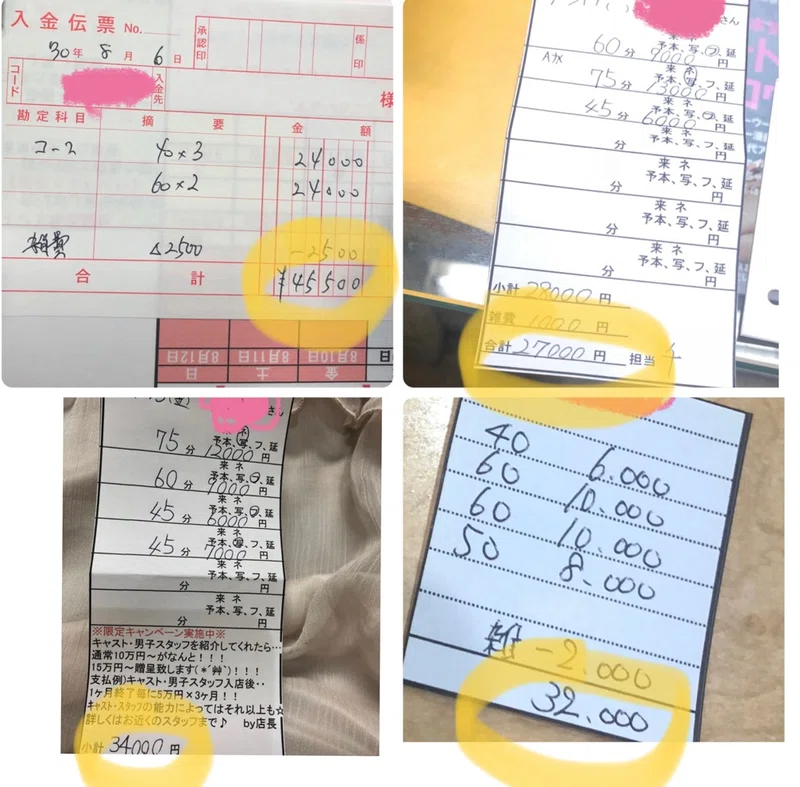 入金伝票 No.
承認印
係印
30年 8月 6日
コード
入金先
様
勘定科目 摘要 金額
コース 40×3 24000
60×2 24000
雑費 △2500 -2500
合計 ¥45500
8月12日 8月11日 8月10日
日 土 金
さん
来 ネ
60分 予本、写、フ、延
9000円
来 ネ
75分 予本、写、フ、延
13000円
来 ネ
45分 予本、写、フ、延
6000円
来 ネ
分 予本、写、フ、延
円
来 ネ
分 予本、写、フ、延
円
来 ネ
分 予本、写、フ、延
円
来 ネ
分 予本、写、フ、延
円
小計 28000円
雑費 1000円
合計 27000円 担当
さん
75分 予本、写、フ、延
12000円
来 ネ
60分 予本、写、フ、延
9000円
来 ネ
45分 予本、写、フ、延
6000円
来 ネ
45分 予本、写、フ、延
7000円
来 ネ
分 予本、写、フ、延
円
来 ネ
分 予本、写、フ、延
円
※限定キャンペーン実施中※
キャスト・男子スタッフを紹介してくれたら…
通常10万円~がなんと!!!
15万円~贈呈致します(*´艸`)!!!
支払例)キャスト・男子スタッフ入店後‥
1ヶ月終了毎に5万円×3ヶ月!!
キャスト・スタッフの能力によってはそれ以上も☆
詳しくはお近くのスタッフまで♪ by店長
小計 34000円
40 6.000
60 10.000
60 10.000
50 8.000
雑 -2.000
32.000